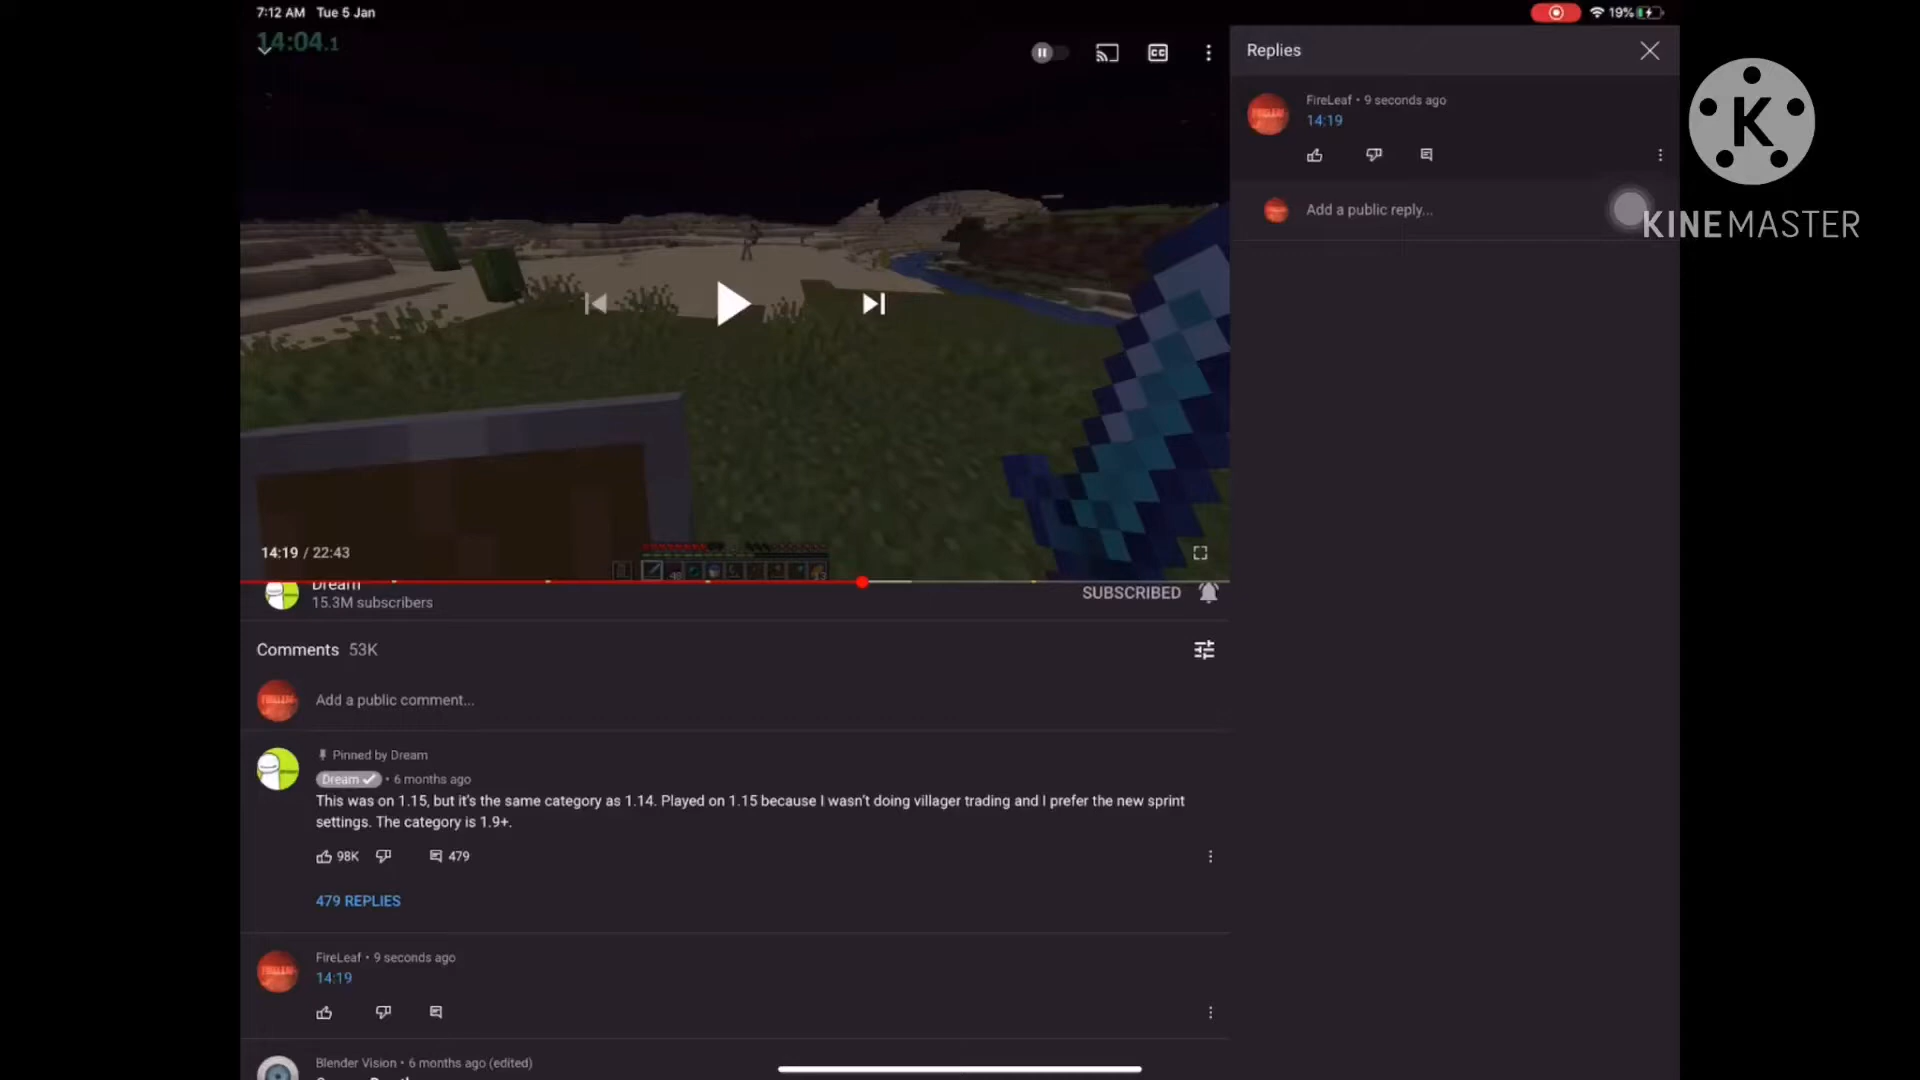 7:12 AM Tue 5 Jan
19%
14:04.1
CC
Replies
FireLeaf • 9 seconds ago
14:19
Add a public reply...
K
KINEMASTER
14:19 / 22:43
Dream
15.3M subscribers
SUBSCRIBED
Comments 53K
Add a public comment...
Pinned by Dream
Dream • 6 months ago
This was on 1.15, but it's the same category as 1.14. Played on 1.15 because I wasn't doing villager trading and I prefer the new sprint
settings. The category is 1.9+.
98K 479
479 REPLIES
FireLeaf • 9 seconds ago
14:19
Blender Vision • 6 months ago (edited)